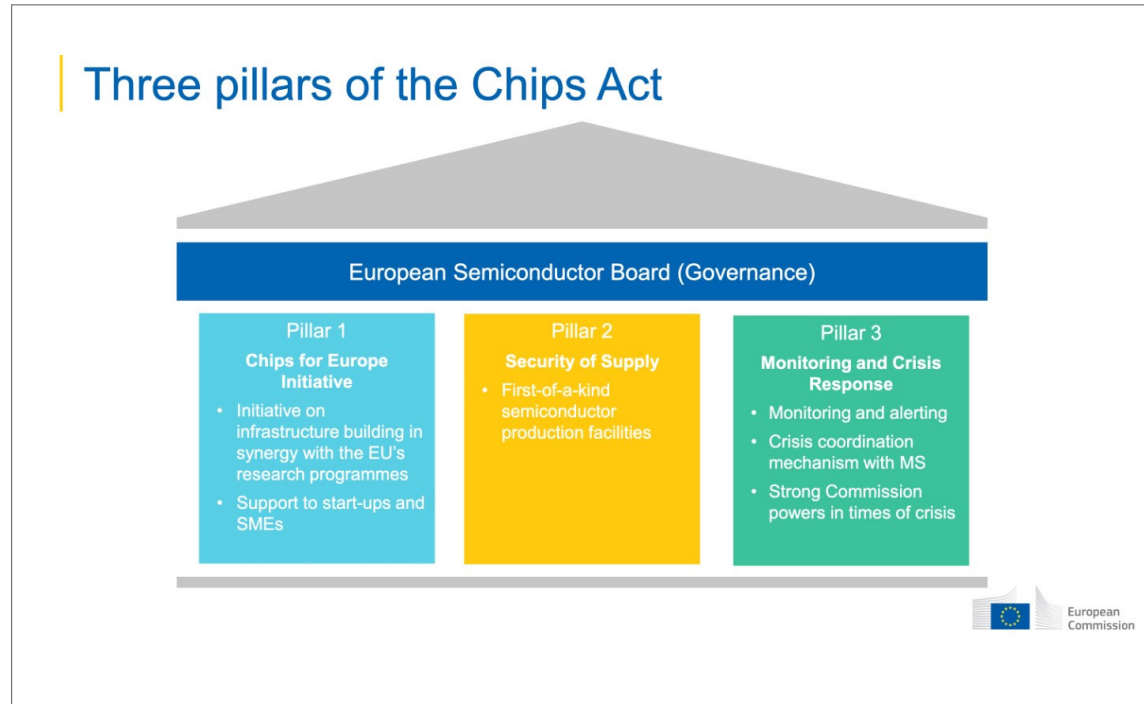 Three pillars of the Chips Act
European Semiconductor Board (Governance)
Pillar 1
Chips for Europe
Initiative
• Initiative on
infrastructure building in
synergy with the EU's
research programmes
• Support to start-ups and
SMEs
Pillar 2
Security of Supply
• First-of-a-kind
semiconductor
production facilities
Pillar 3
Monitoring and Crisis
Response
• Monitoring and alerting
• Crisis coordination
mechanism with MS
• Strong Commission
powers in times of crisis
European
Commission